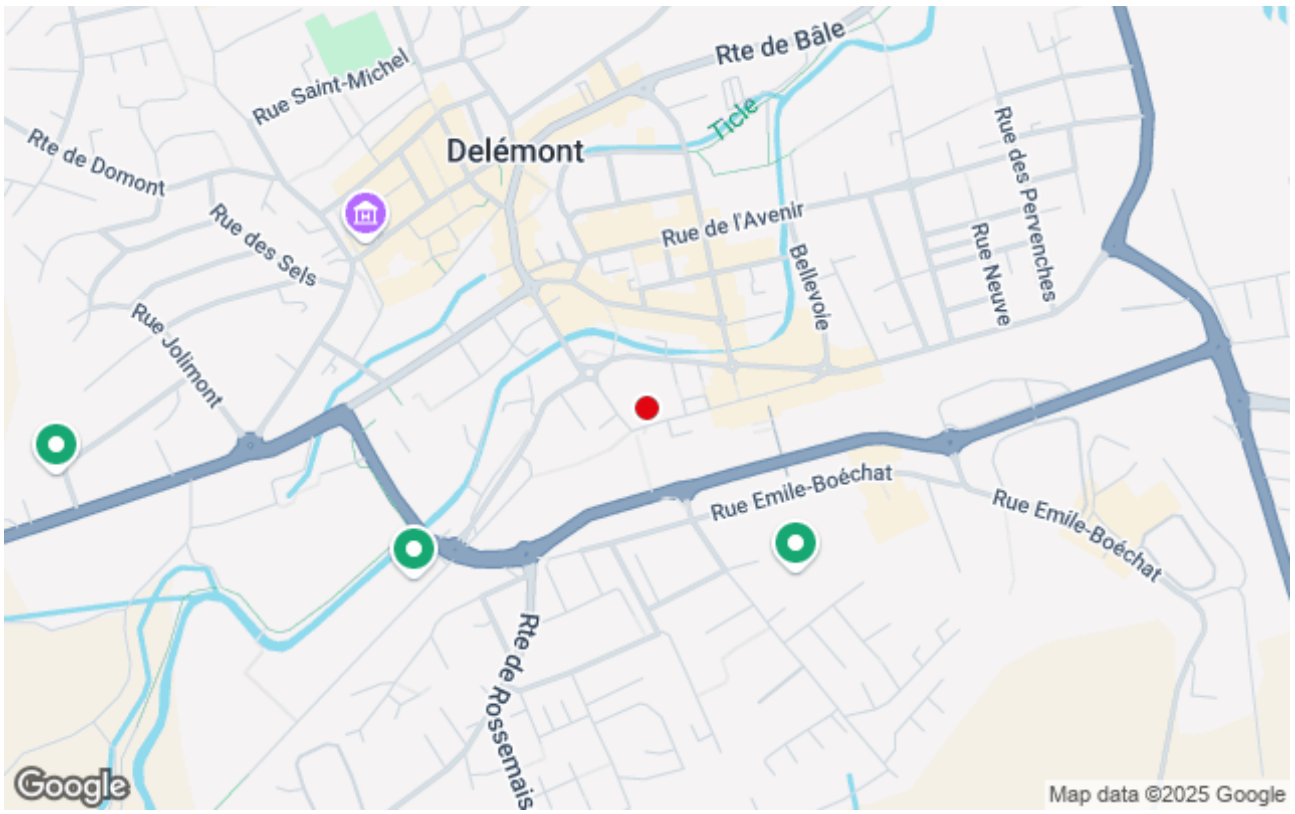 Rte de Bâle
Rue Saint-Michel
Ticle
Delémont
Rte de Domont
Rue des Pervenches
Rue de l'Avenir
Rue des Sels
Bellevoie
Rue Neuve
Rue Jolimont
Rue Emile-Boéchat
Rue Emile-Boéchat
Rte de Rossemais
Google
Map data ©2025 Google